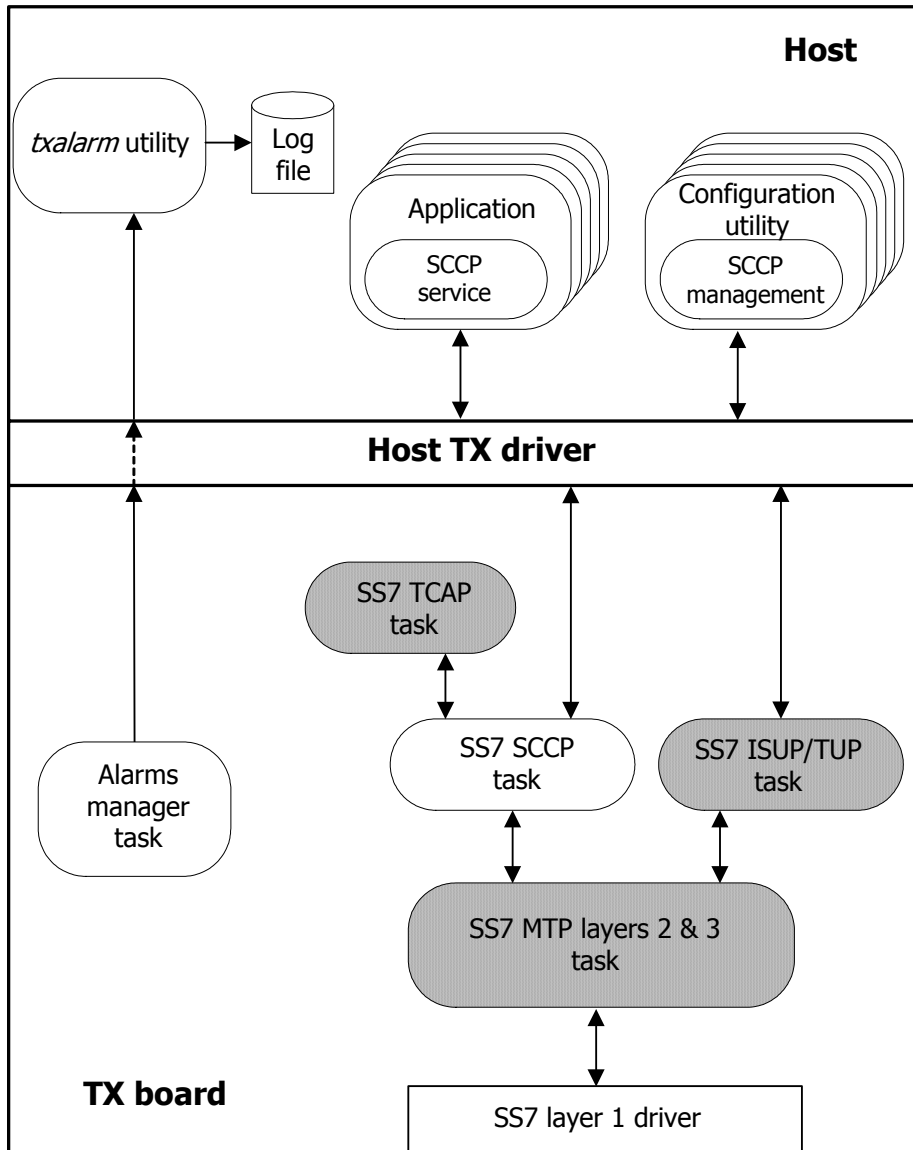 Host
txalarm utility
Log
file
Application
SCCP
service
Configuration
utility
SCCP
management
Host TX driver
SS7 TCAP
task
SS7 SCCP
task
SS7 ISUP/TUP
task
Alarms
manager
task
SS7 MTP layers 2 & 3
task
TX board
SS7 layer 1 driver